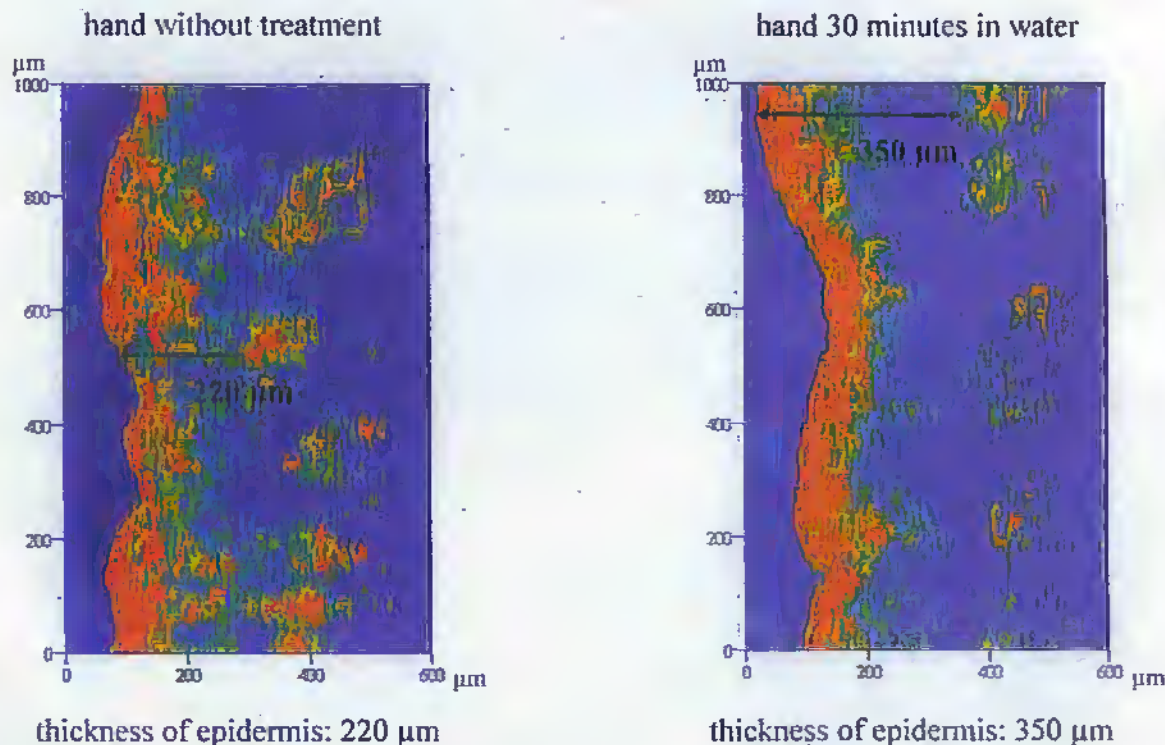 hand without treatment
µm
1000
800
600
400
200
0
220 µm
0 200 400 600 µm
thickness of epidermis: 220 µm
hand 30 minutes in water
µm
1000
800
600
400
200
0
350 µm
0 200 400 600 µm
thickness of epidermis: 350 µm